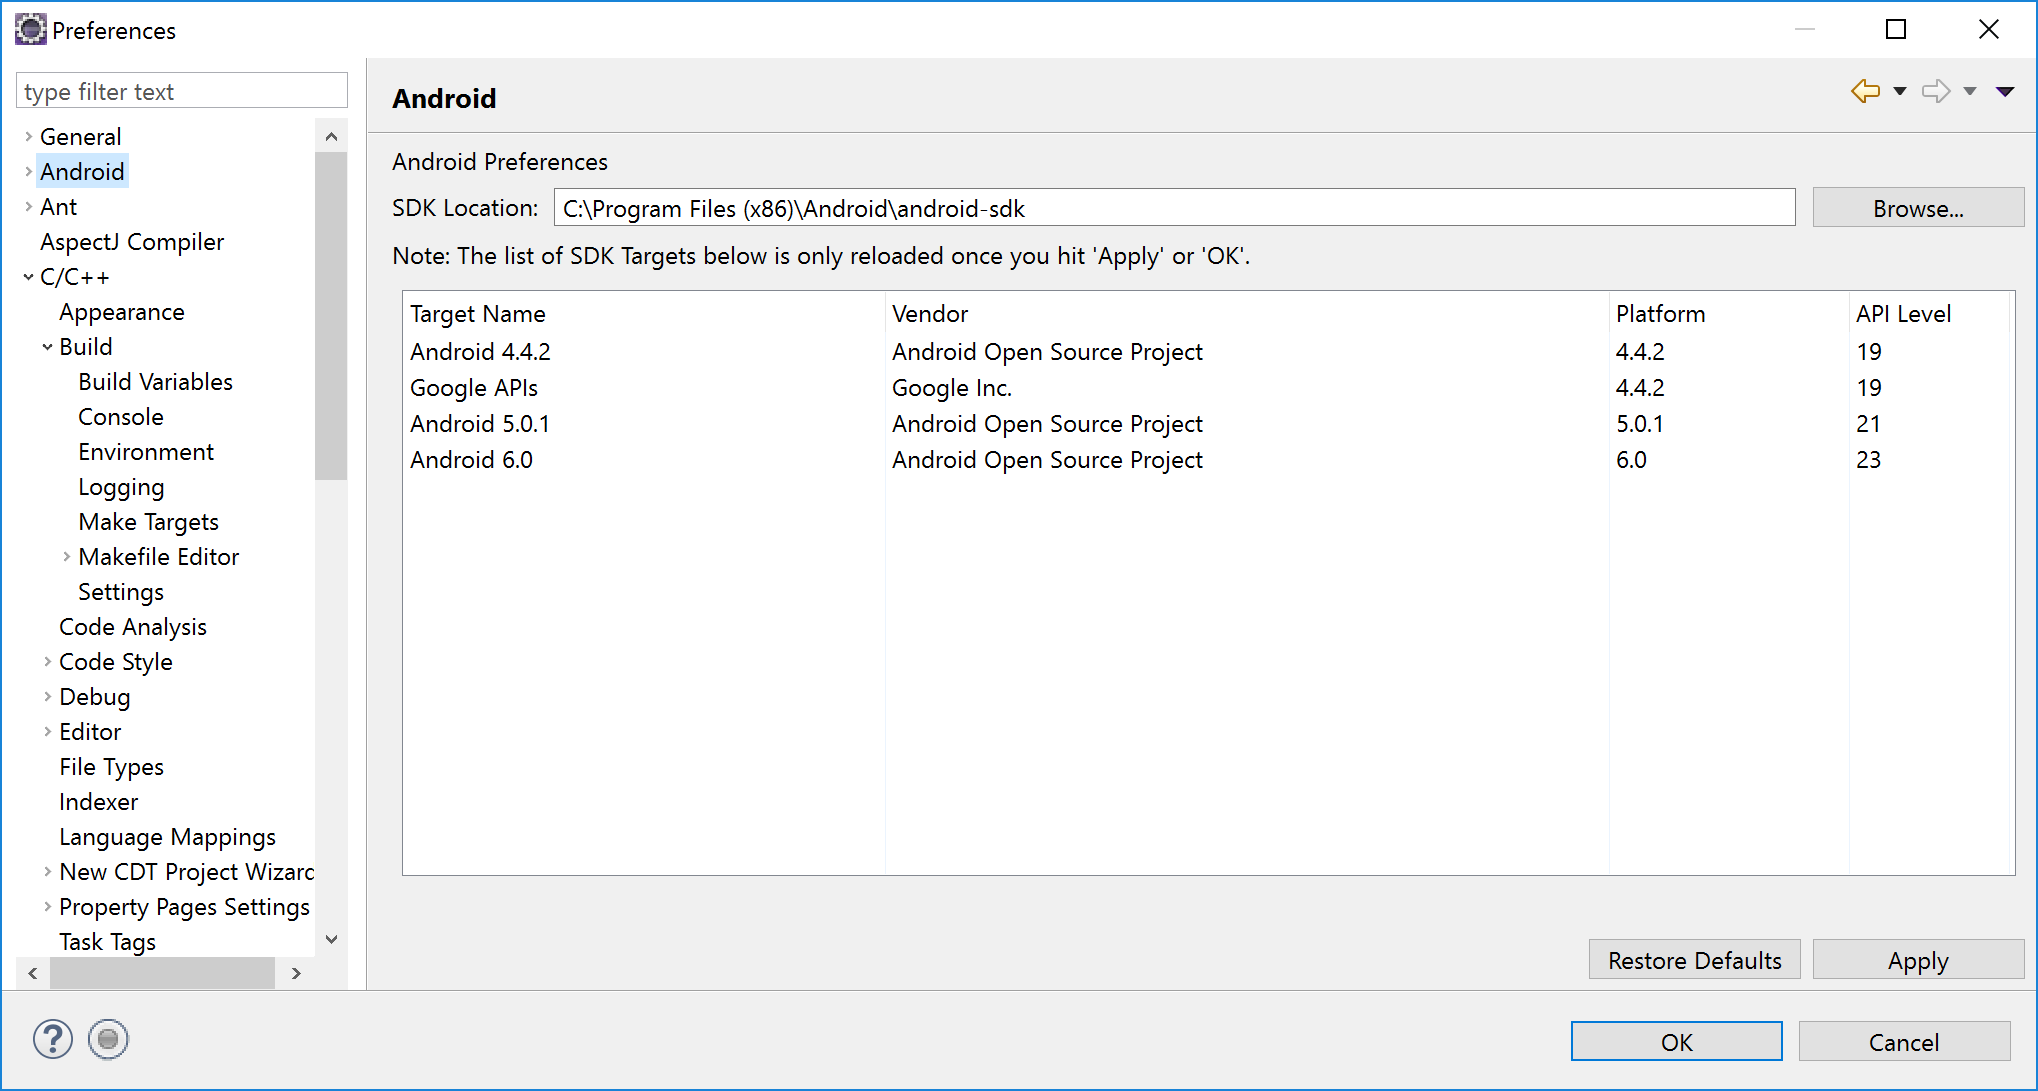 Preferences
type filter text
General
Android
Ant
AspectJ Compiler
C/C++
Appearance
Build
Build Variables
Console
Environment
Logging
Make Targets
Makefile Editor
Settings
Code Analysis
Code Style
Debug
Editor
File Types
Indexer
Language Mappings
New CDT Project Wizard
Property Pages Settings
Task Tags
Android
Android Preferences
SDK Location: C:\Program Files (x86)\Android\android-sdk Browse...
Note: The list of SDK Targets below is only reloaded once you hit 'Apply' or 'OK'.
Target Name Vendor Platform API Level
Android 4.4.2 Android Open Source Project 4.4.2 19
Google APIs Google Inc. 4.4.2 19
Android 5.0.1 Android Open Source Project 5.0.1 21
Android 6.0 Android Open Source Project 6.0 23
Restore Defaults Apply
OK Cancel